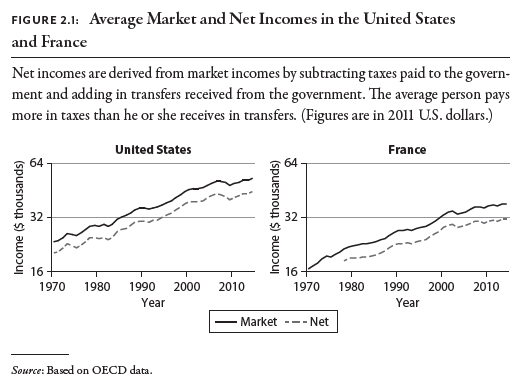 FIGURE 2.1: Average Market and Net Incomes in the United States
and France
Net incomes are derived from market incomes by subtracting taxes paid to the govern-
ment and adding in transfers received from the government. The average person pays
more in taxes than he or she receives in transfers. (Figures are in 2011 U.S. dollars.)
United States
Income ($ thousands)
64
32
16
1970 1980 1990 2000 2010
Year
France
Income ($ thousands)
64
32
16
1970 1980 1990 2000 2010
Year
Market Net
Source: Based on OECD data.